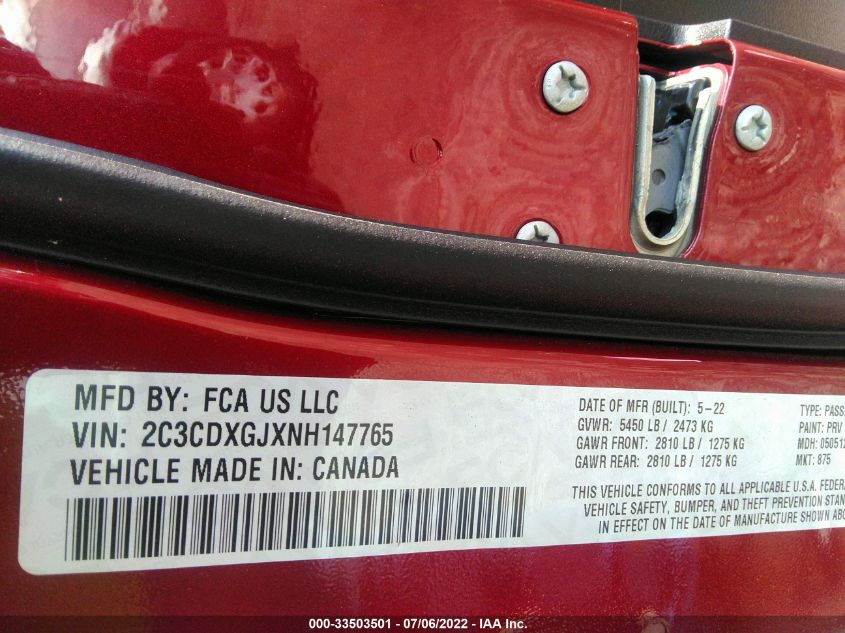 MFD BY: FCA US LLC
VIN: 2C3CDXGJXNH147765
VEHICLE MADE IN: CANADA
DATE OF MFR (BUILT): 5-22
GVWR: 5450 LB / 2473 KG
GAWR FRONT: 2810 LB / 1275 KG
GAWR REAR: 2810 LB / 1275 KG
TYPE: PASS
PAINT: PRV
MDH: 050512
MKT: 875
THIS VEHICLE CONFORMS TO ALL APPLICABLE U.S.A. FEDER
VEHICLE SAFETY, BUMPER, AND THEFT PREVENTION STAN
IN EFFECT ON THE DATE OF MANUFACTURE SHOWN ABO
000-33503501 - 07/06/2022 - IAA Inc.